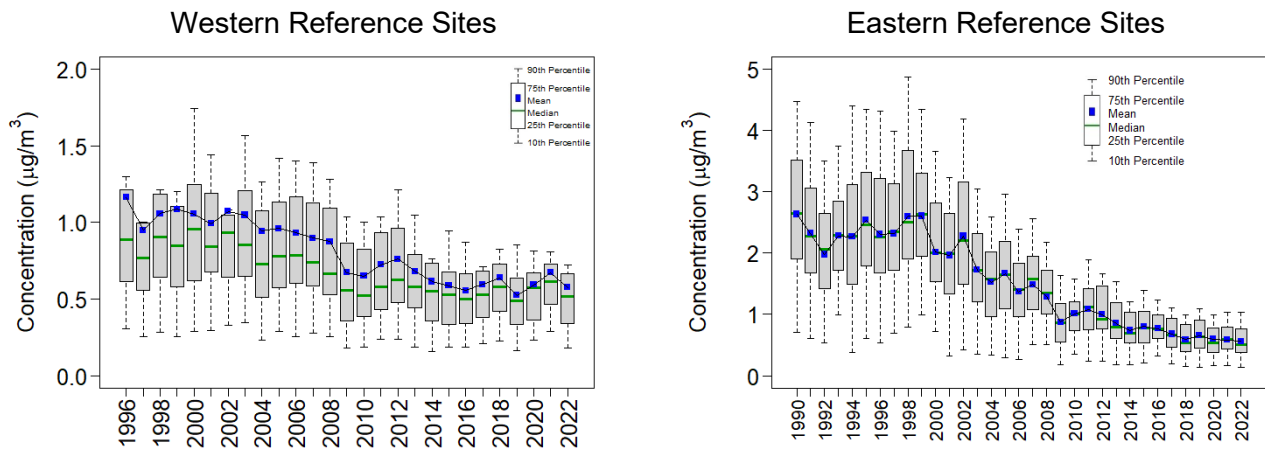 Western Reference Sites
Concentration (µg/m³)
2.0
1.5
1.0
0.5
0.0
90th Percentile
75th Percentile
Mean
Median
25th Percentile
10th Percentile
1996
1998
2000
2002
2004
2006
2008
2010
2012
2014
2016
2018
2020
2022
Eastern Reference Sites
Concentration (µg/m³)
5
4
3
2
1
0
90th Percentile
75th Percentile
Mean
Median
25th Percentile
10th Percentile
1990
1992
1994
1996
1998
2000
2002
2004
2006
2008
2010
2012
2014
2016
2018
2020
2022